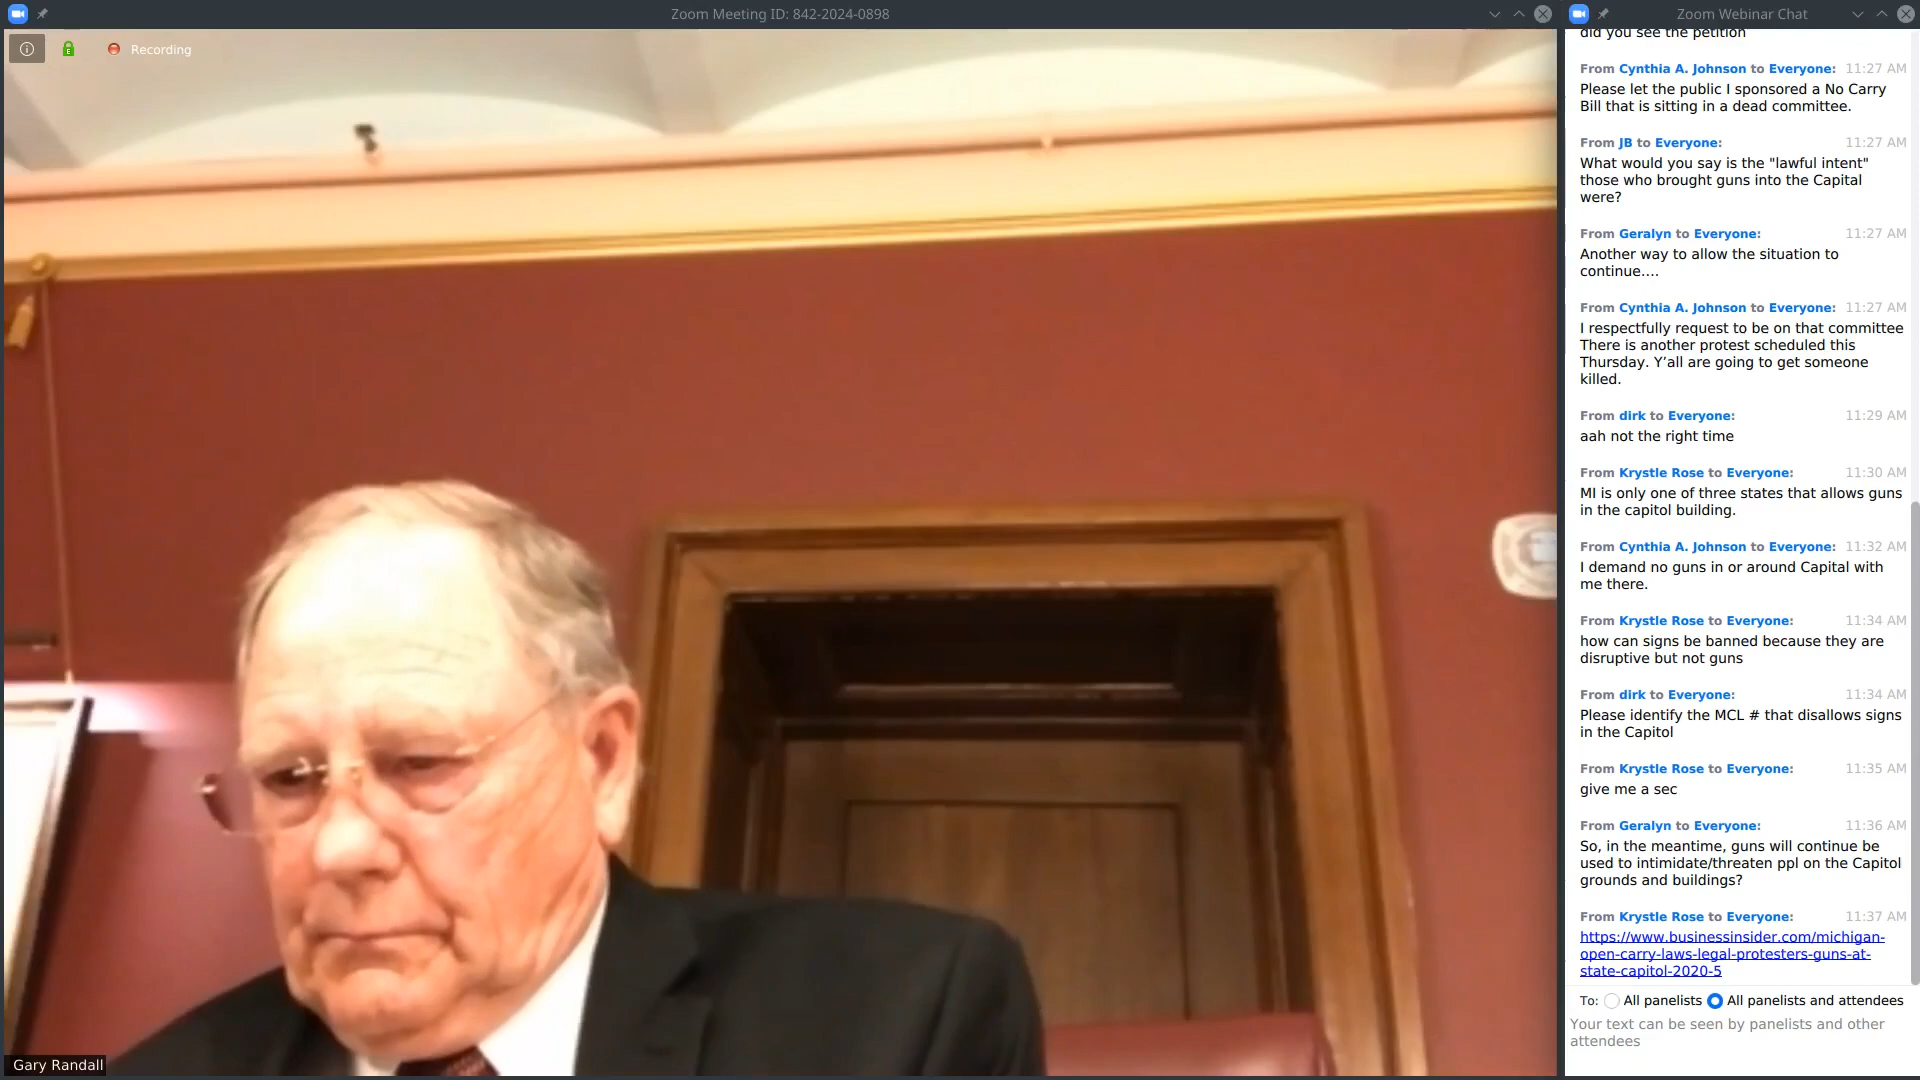 Zoom Meeting ID: 842-2024-0898
Recording
Gary Randall
Zoom Webinar Chat
did you see the petition
From Cynthia A. Johnson to Everyone: 11:27 AM
Please let the public I sponsored a No Carry
Bill that is sitting in a dead committee.
From JB to Everyone: 11:27 AM
What would you say is the "lawful intent"
those who brought guns into the Capital
were?
From Geralyn to Everyone: 11:27 AM
Another way to allow the situation to
continue....
From Cynthia A. Johnson to Everyone: 11:27 AM
I respectfully request to be on that committee
There is another protest scheduled this
Thursday. Y’all are going to get someone
killed.
From dirk to Everyone: 11:29 AM
aah not the right time
From Krystle Rose to Everyone: 11:30 AM
MI is only one of three states that allows guns
in the capitol building.
From Cynthia A. Johnson to Everyone: 11:32 AM
I demand no guns in or around Capital with
me there.
From Krystle Rose to Everyone: 11:34 AM
how can signs be banned because they are
disruptive but not guns
From dirk to Everyone: 11:34 AM
Please identify the MCL # that disallows signs
in the Capitol
From Krystle Rose to Everyone: 11:35 AM
give me a sec
From Geralyn to Everyone: 11:36 AM
So, in the meantime, guns will continue be
used to intimidate/threaten ppl on the Capitol
grounds and buildings?
From Krystle Rose to Everyone: 11:37 AM
https://www.businessinsider.com/michigan-
open-carry-laws-legal-protesters-guns-at-
state-capitol-2020-5
To: All panelists All panelists and attendees
Your text can be seen by panelists and other
attendees